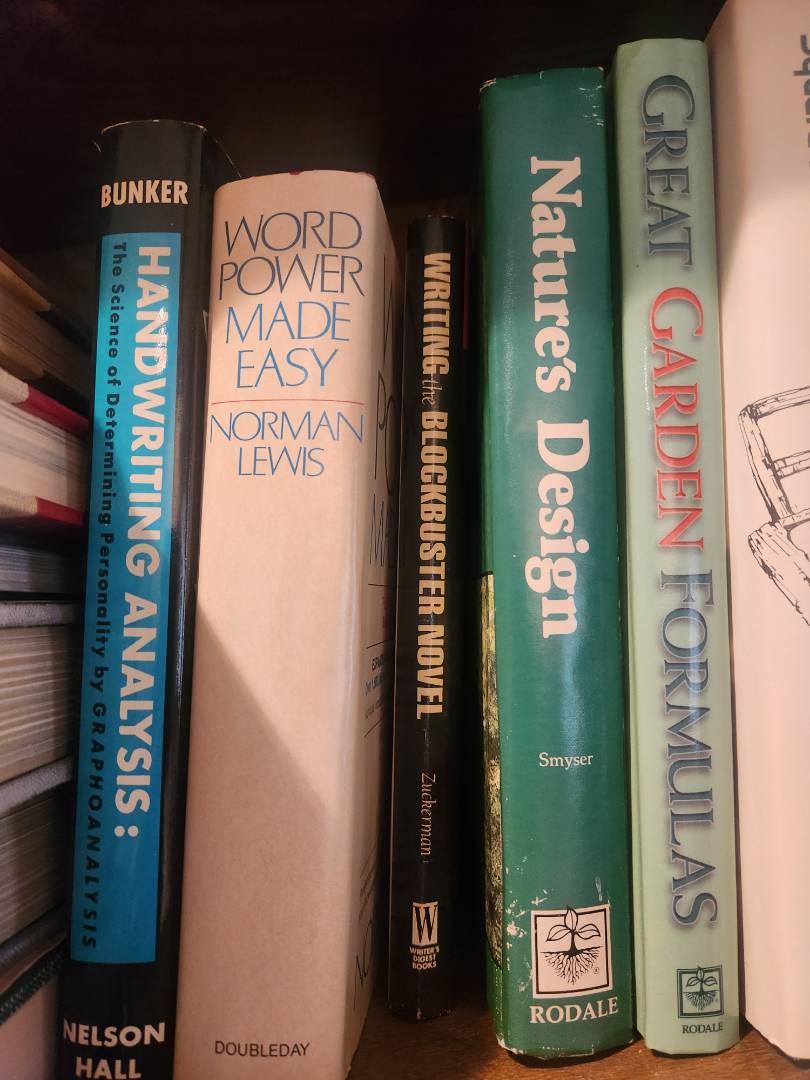 BUNKER
HANDWRITING ANALYSIS:
The Science of Determining Personality by GRAPHOANALYSIS
NELSON
HALL
WORD
POWER
MADE
EASY
NORMAN
LEWIS
DOUBLEDAY
WRITING the BLOCKBUSTER NOVEL
Zuckerman
W
WRITER'S
DIGEST
BOOKS
Nature's Design
Smyser
RODALE
GREAT GARDEN FORMULAS
RODALE